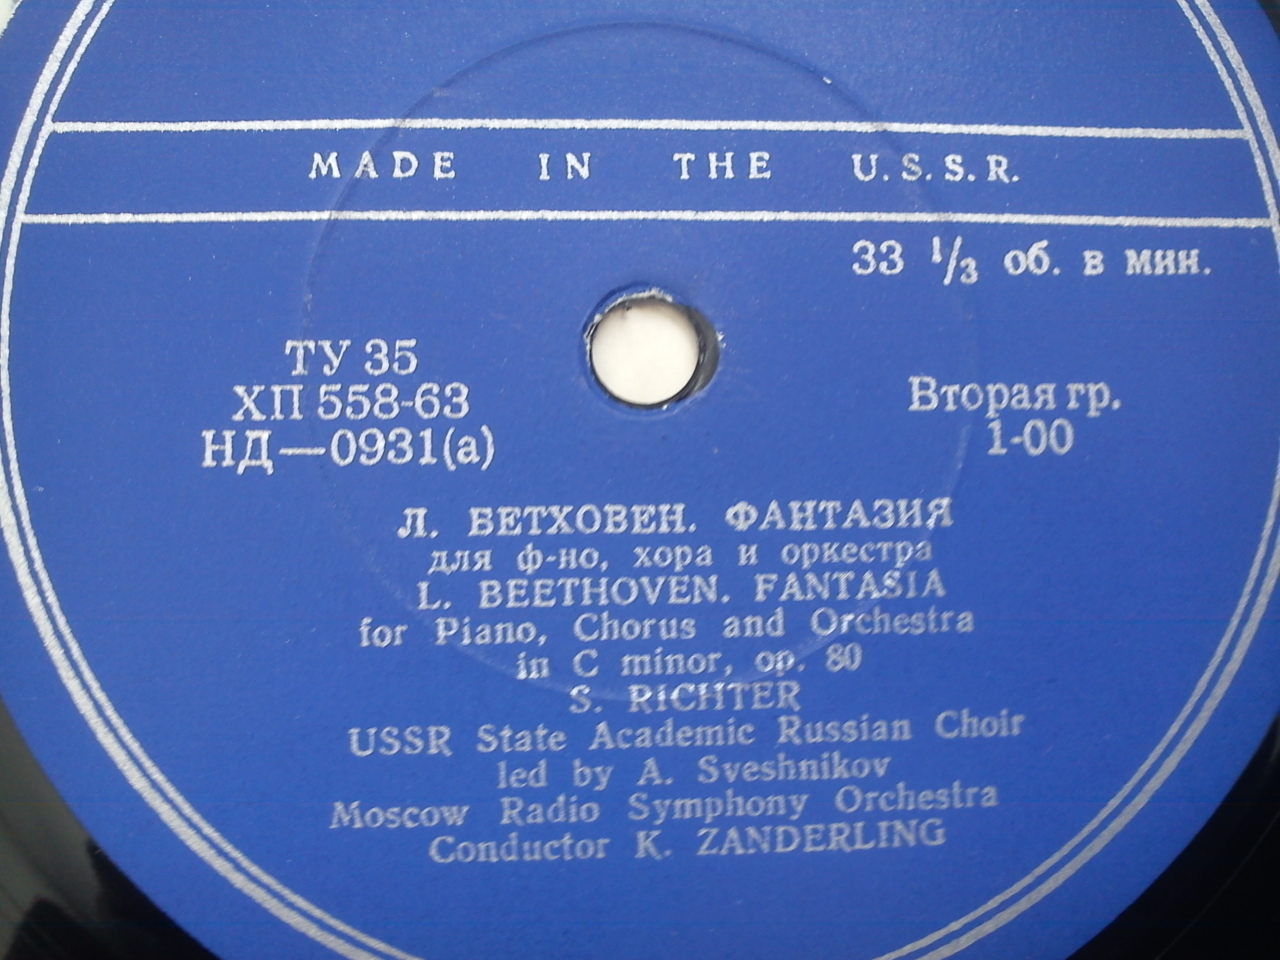 MADE IN THE U.S.S.R.
33 1/3 об. в мин.
ТУ 35
ХП 558-63
НД—0931(а)
Вторая гр.
1-00
Л. БЕТХОВЕН. ФАНТАЗИЯ
для ф-но, хора и оркестра
L. BEETHOVEN. FANTASIA
for Piano, Chorus and Orchestra
in C minor, op. 80
S. RICHTER
USSR State Academic Russian Choir
led by A. Sveshnikov
Moscow Radio Symphony Orchestra
Conductor K. ZANDERLING